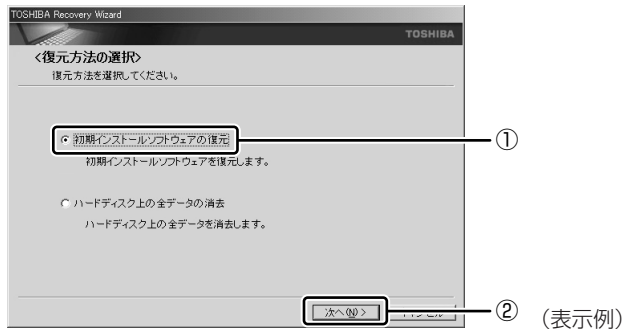 TOSHIBA Recovery Wizard
TOSHIBA
<復元方法の選択>
復元方法を選択してください。
初期インストールソフトウェアの復元
①
初期インストールソフトウェアを復元します。
ハードディスク上の全データの消去
ハードディスク上の全データを消去します。
次へ(N) >
②
(表示例)